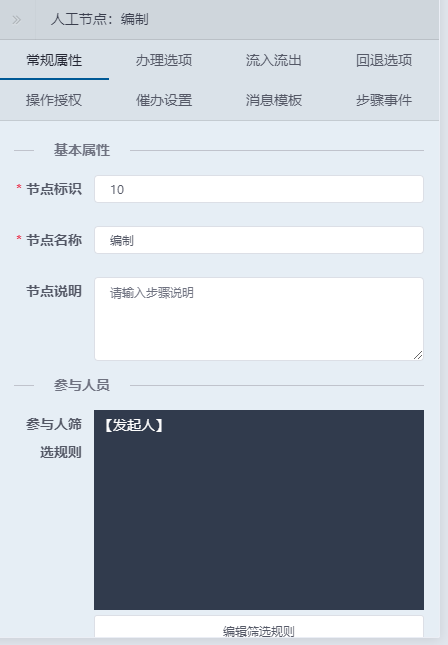 人工节点：编制
常规属性 办理选项 流入流出 回退选项
操作授权 催办设置 消息模板 步骤事件
基本属性
* 节点标识 10
* 节点名称 编制
节点说明 请输入步骤说明
参与人员
参与人筛 【发起人】
选规则
编辑筛选规则